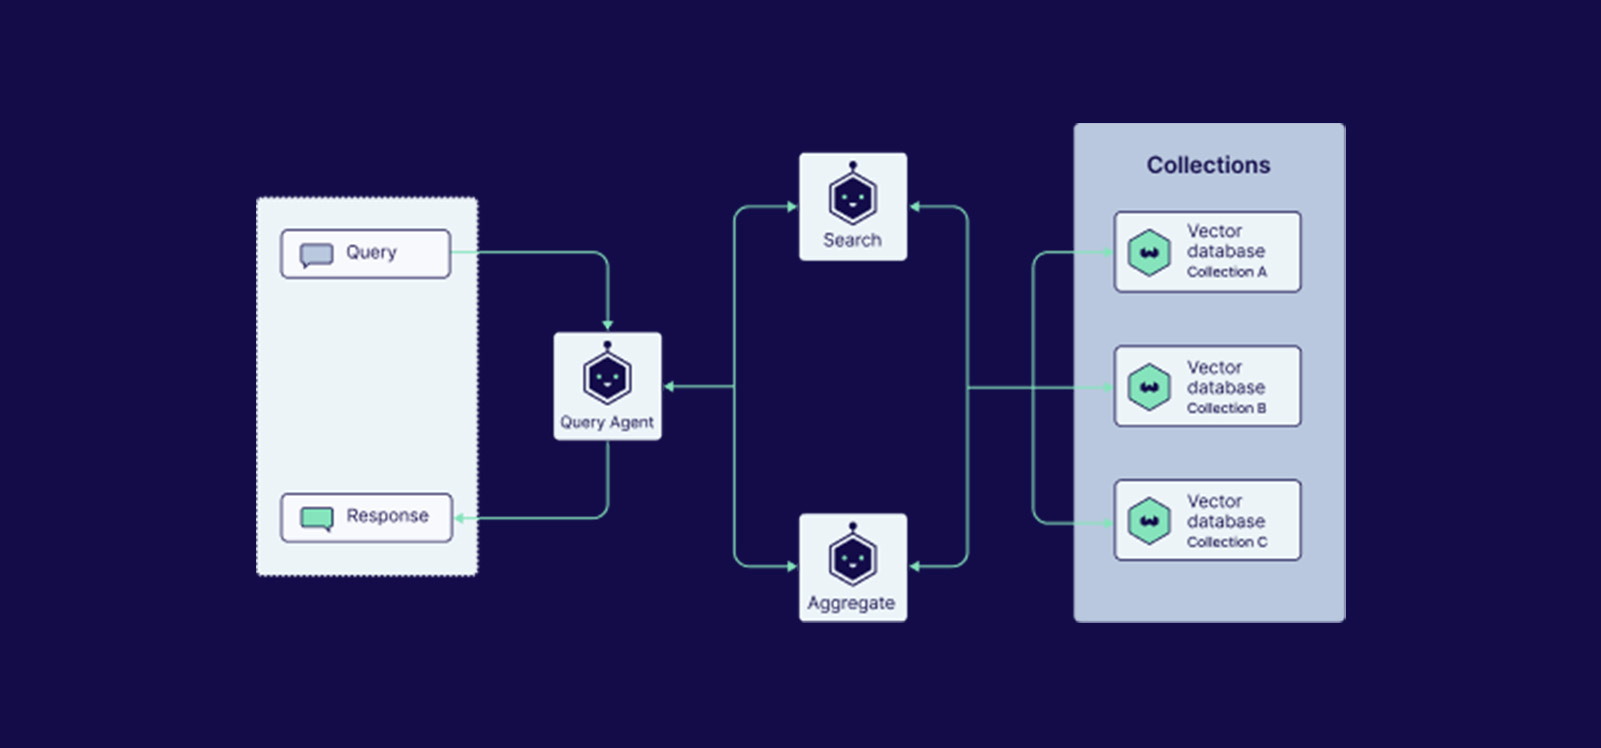 Query
Response
Query Agent
Search
Aggregate
Collections
Vector
database
Collection A
Vector
database
Collection B
Vector
database
Collection C